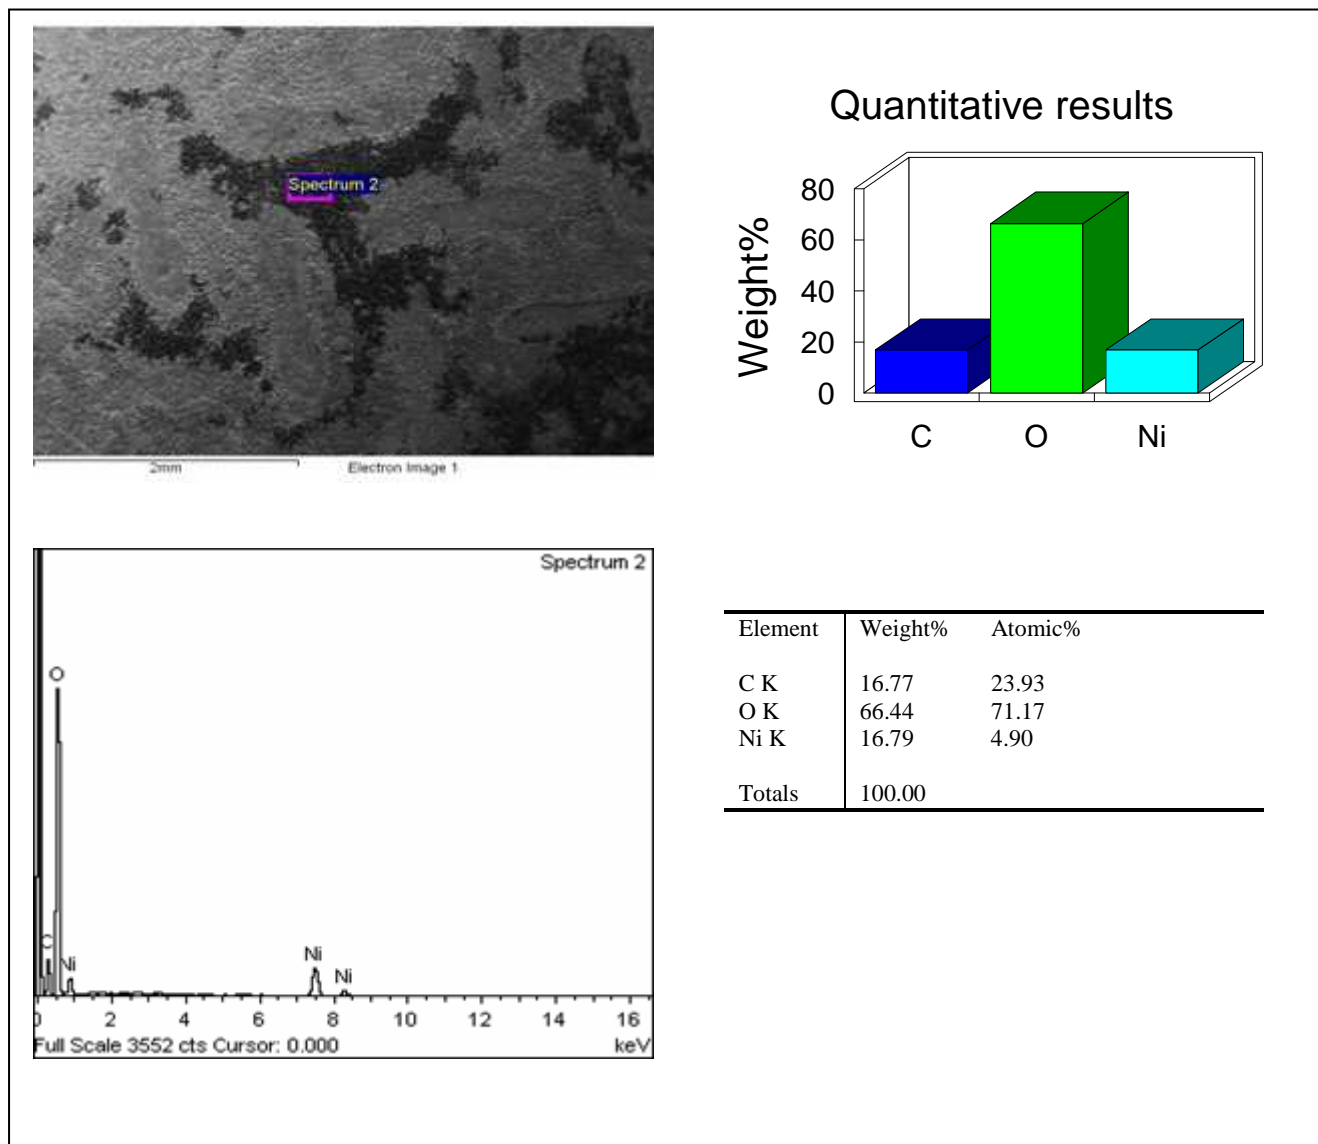 Spectrum 2
2mm
Electron Image 1
Quantitative results
Weight%
80
60
40
20
0
C O Ni
Spectrum 2
O
C
Ni
Ni
Ni
0 2 4 6 8 10 12 14 16
Full Scale 3552 cts Cursor: 0.000 keV
Element Weight% Atomic%
C K 16.77 23.93
O K 66.44 71.17
Ni K 16.79 4.90
Totals 100.00